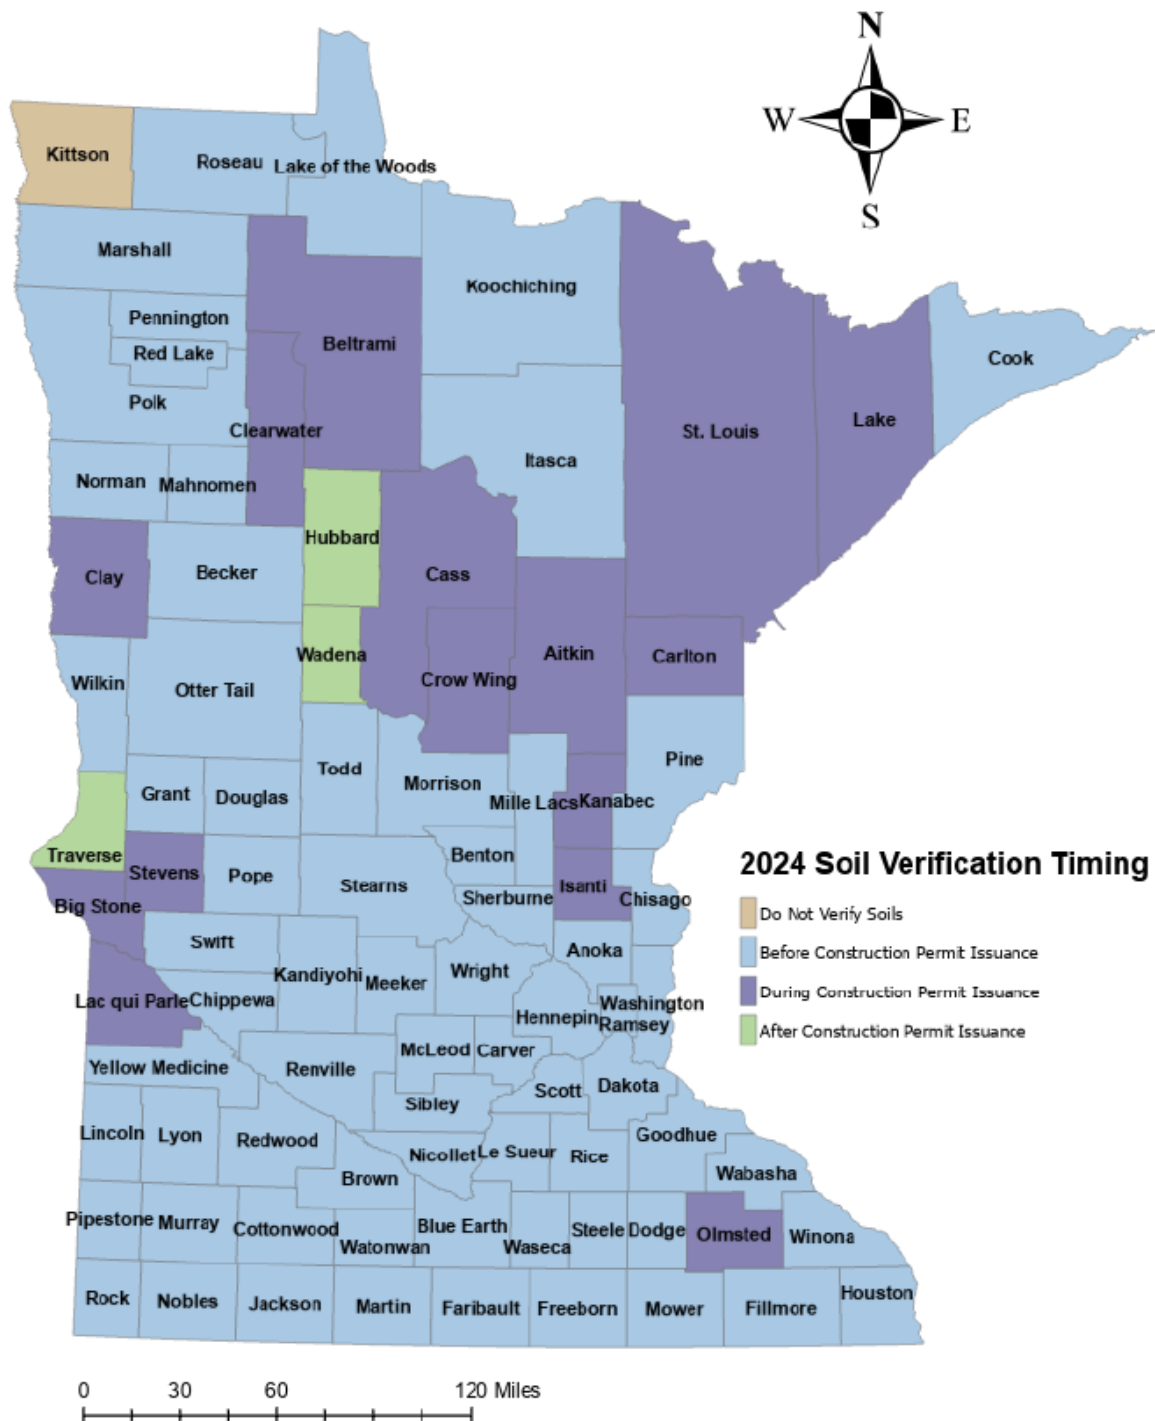 N
W E
S
Kittson
Roseau
Lake of the Woods
Marshall
Koochiching
Pennington
Beltrami
Red Lake
Cook
Polk
Clearwater
St. Louis
Lake
Itasca
Norman
Mahnomen
Hubbard
Clay
Becker
Cass
Wadena
Aitkin
Carlton
Wilkin
Otter Tail
Crow Wing
Todd
Pine
Morrison
Grant
Douglas
Mille Lacs
Kanabec
Traverse
Stevens
Pope
Benton
Stearns
Isanti
Sherburne
Chisago
Big Stone
Swift
Anoka
Kandiyohi
Meeker
Wright
Lac qui Parle
Chippewa
Washington
Hennepin
Ramsey
McLeod
Carver
Yellow Medicine
Renville
Scott
Dakota
Sibley
Lincoln
Lyon
Redwood
Goodhue
Nicollet
Le Sueur
Rice
Wabasha
Brown
Pipestone
Murray
Cottonwood
Watonwan
Blue Earth
Waseca
Steele
Dodge
Olmsted
Winona
Rock
Nobles
Jackson
Martin
Faribault
Freeborn
Mower
Fillmore
Houston
2024 Soil Verification Timing
Do Not Verify Soils
Before Construction Permit Issuance
During Construction Permit Issuance
After Construction Permit Issuance
0 30 60 120 Miles